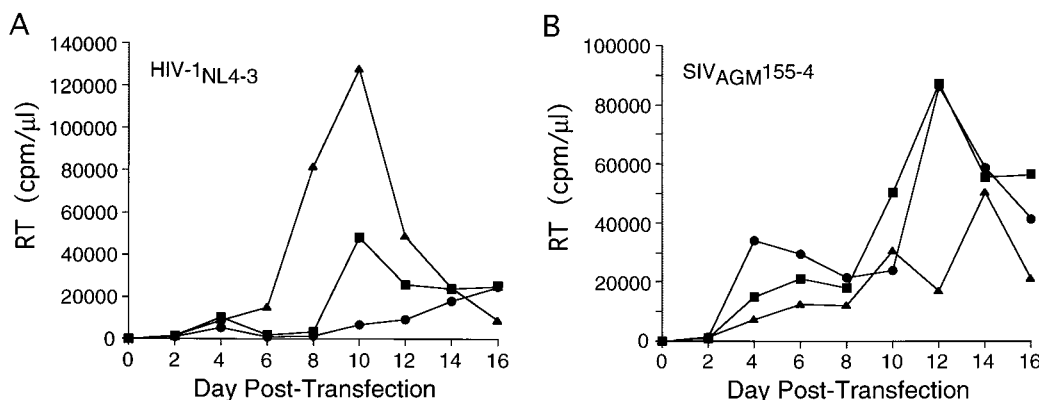 A
B
HIV-1NL4-3
RT (cpm/µl)
140000
120000
100000
80000
60000
40000
20000
0
0 2 4 6 8 10 12 14 16
Day Post-Transfection
SIVAGM155-4
RT (cpm/µl)
100000
80000
60000
40000
20000
0
0 2 4 6 8 10 12 14 16
Day Post-Transfection